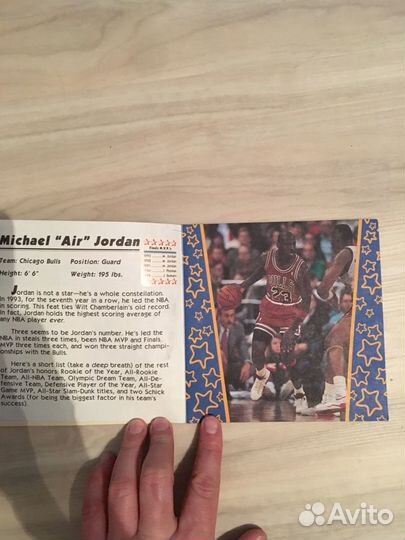 Michael "Air" Jordan
Finals M.V.P.'s
Team: Chicago Bulls Position: Guard
Height: 6' 6" Weight: 195 lbs.
Jordan is not a star—he's a whole constellation.
In 1993, for the seventh year in a row, he led the NBA
in scoring. This feat ties Wilt Chamberlain's old record.
In fact, Jordan holds the highest scoring average of
any NBA player ever.
Three seems to be Jordan's number. He's led the
NBA in steals three times, been NBA MVP and Finals
MVP three times each, and won three straight champi-
onships with the Bulls.
Here's a short list (take a deep breath) of the rest
of Jordan's honors: Rookie of the Year, All-Rookie
Team, All-NBA Team, Olympic Dream Team, All-De-
fensive Team, Defensive Player of the Year, All-Star
Game MVP, All-Star Slam-Dunk titles, and two Schick
Awards (for being the biggest factor in his team's
success).
BULLS
23
Avito